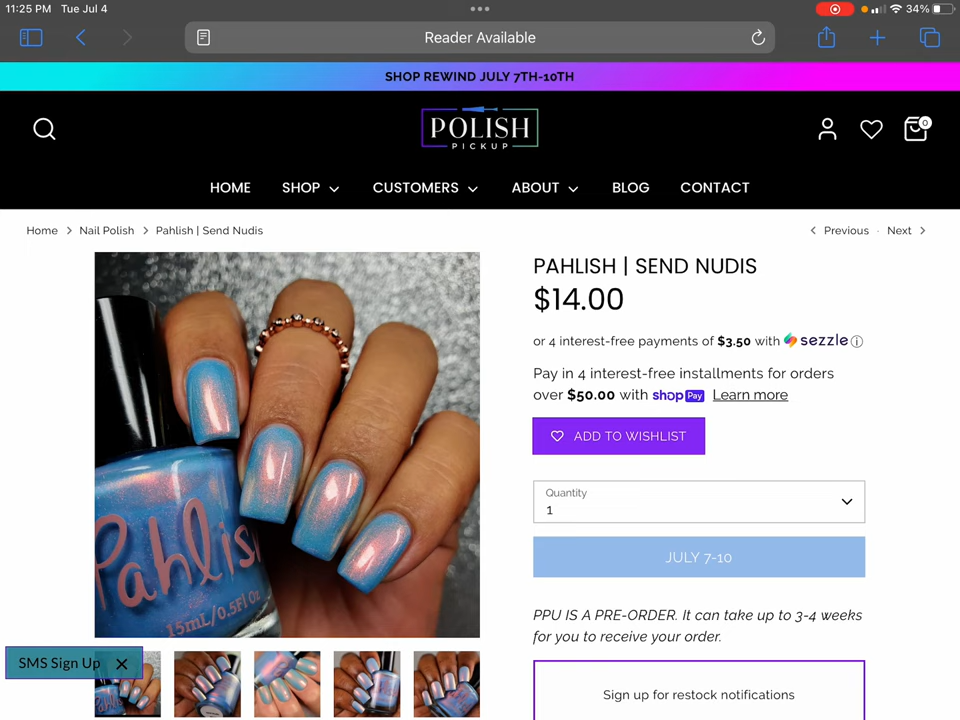 11:25 PM Tue Jul 4
34%
Reader Available
SHOP REWIND JULY 7TH-10TH
POLISH
PICKUP
0
HOME SHOP CUSTOMERS ABOUT BLOG CONTACT
Home > Nail Polish > Pahlish | Send Nudis
< Previous · Next >
PAHLISH | SEND NUDIS
$14.00
or 4 interest-free payments of $3.50 with sezzle
Pay in 4 interest-free installments for orders
over $50.00 with shop Pay Learn more
ADD TO WISHLIST
Quantity
1
JULY 7-10
PPU IS A PRE-ORDER. It can take up to 3-4 weeks
for you to receive your order.
Sign up for restock notifications
Pahlish
15mL/0.5Fl Oz
SMS Sign Up